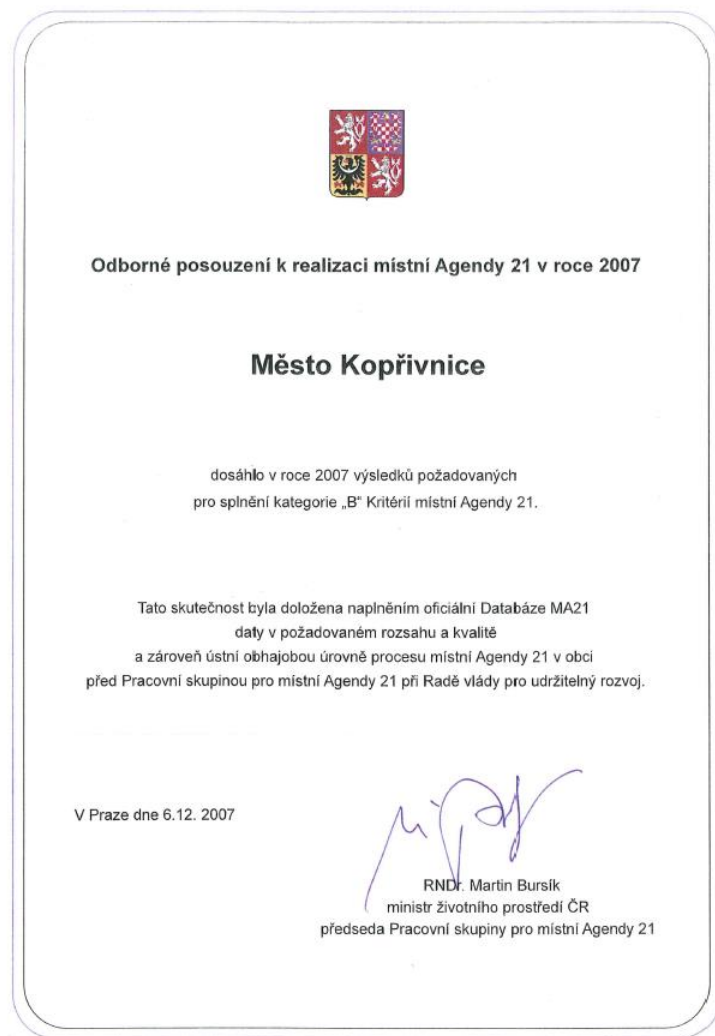 Odborné posouzení k realizaci místní Agendy 21 v roce 2007
Město Kopřivnice
dosáhlo v roce 2007 výsledků požadovaných
pro splnění kategorie „B“ Kritérií místní Agendy 21.
Tato skutečnost byla doložena naplněním oficiální Databáze MA21
daty v požadovaném rozsahu a kvalitě
a zároveň ústní obhajobou úrovně procesu místní Agendy 21 v obci
před Pracovní skupinou pro místní Agendy 21 při Radě vlády pro udržitelný rozvoj.
V Praze dne 6.12. 2007
RNDr. Martin Bursík
ministr životního prostředí ČR
předseda Pracovní skupiny pro místní Agendy 21